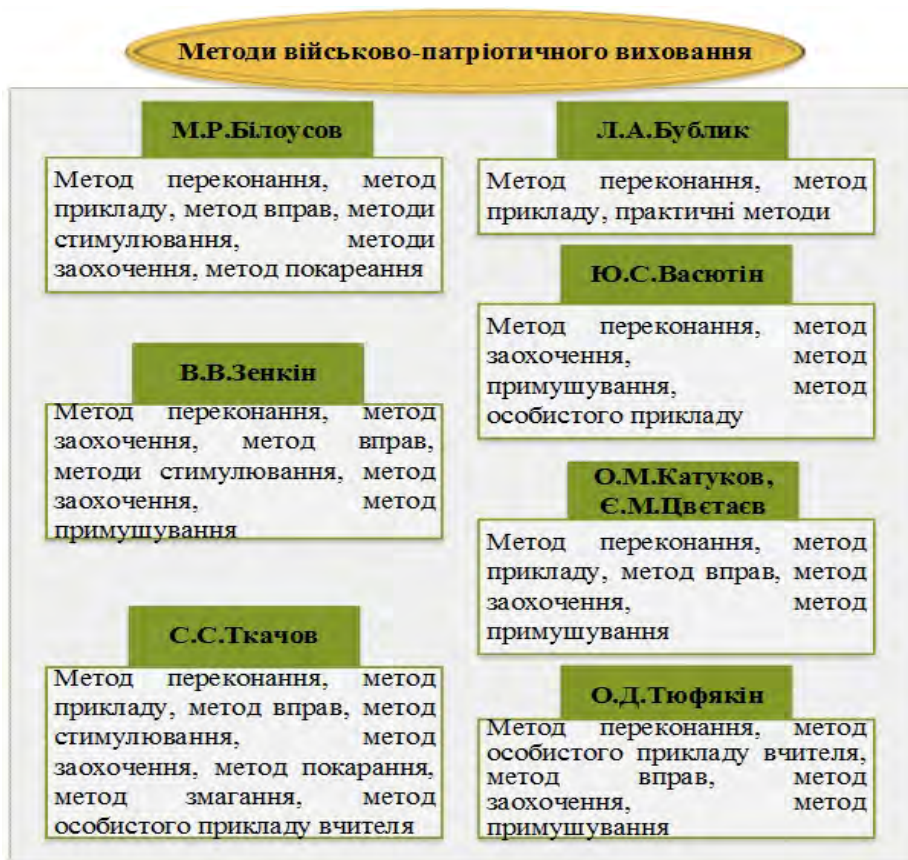 Методи військово-патріотичного виховання
М.Р.Білоусов
Метод переконання, метод
прикладу, метод вправ, методи
стимулювання, методи
заохочення, метод покареання
В.В.Зенкін
Метод переконання, метод
заохочення, метод вправ,
методи стимулювання, метод
заохочення, метод
примушування
С.С.Ткачов
Метод переконання, метод
прикладу, метод вправ, метод
стимулювання, метод
заохочення, метод покарання,
метод змагання, метод
особистого прикладу вчителя
Л.А.Бублик
Метод переконання, метод
прикладу, практичні методи
Ю.С.Васютін
Метод переконання, метод
заохочення, метод
примушування, метод
особистого прикладу
О.М.Катуков,
Є.М.Цвєтаєв
Метод переконання, метод
прикладу, метод вправ, метод
заохочення, метод
примушування
О.Д.Тюфякін
Метод переконання, метод
особистого прикладу вчителя,
метод вправ, метод
заохочення, метод
примушування